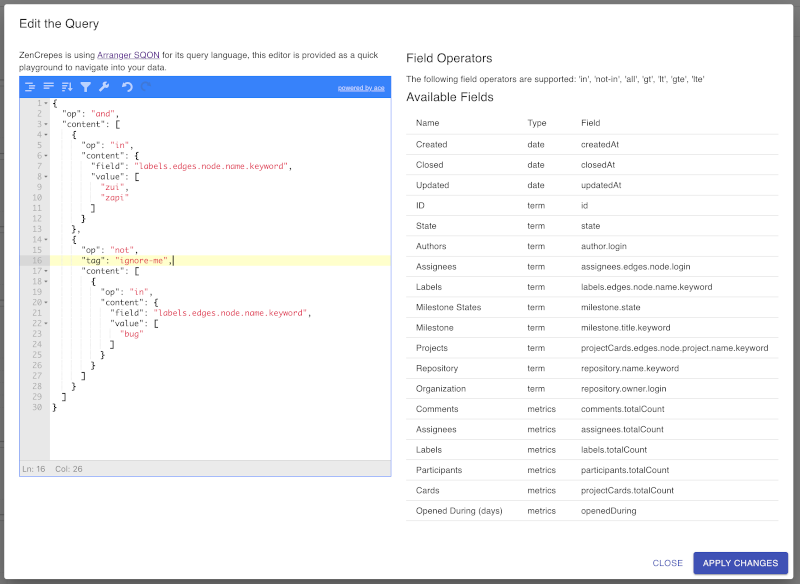 Edit the Query
ZenCrepes is using Arranger SQON for its query language, this editor is provided as a quick
playground to navigate into your data.
powered by ace
1 {
2 "op": "and",
3 "content": [
4 {
5 "op": "in",
6 "content": {
7 "field": "labels.edges.node.name.keyword",
8 "value": [
9 "zui",
10 "zapi"
11 ]
12 }
13 },
14 {
15 "op": "not",
16 "tag": "ignore-me",
17 "content": [
18 {
19 "op": "in",
20 "content": {
21 "field": "labels.edges.node.name.keyword",
22 "value": [
23 "bug"
24 ]
25 }
26 }
27 ]
28 }
29 ]
30 }
Ln: 16 Col: 26
Field Operators
The following field operators are supported: 'in', 'not-in', 'all', 'gt', 'lt', 'gte', 'lte'
Available Fields
Name Type Field
Created date createdAt
Closed date closedAt
Updated date updatedAt
ID term id
State term state
Authors term author.login
Assignees term assignees.edges.node.login
Labels term labels.edges.node.name.keyword
Milestone States term milestone.state
Milestone term milestone.title.keyword
Projects term projectCards.edges.node.project.name.keyword
Repository term repository.name.keyword
Organization term repository.owner.login
Comments metrics comments.totalCount
Assignees metrics assignees.totalCount
Labels metrics labels.totalCount
Participants metrics participants.totalCount
Cards metrics projectCards.totalCount
Opened During (days) metrics openedDuring
CLOSE APPLY CHANGES